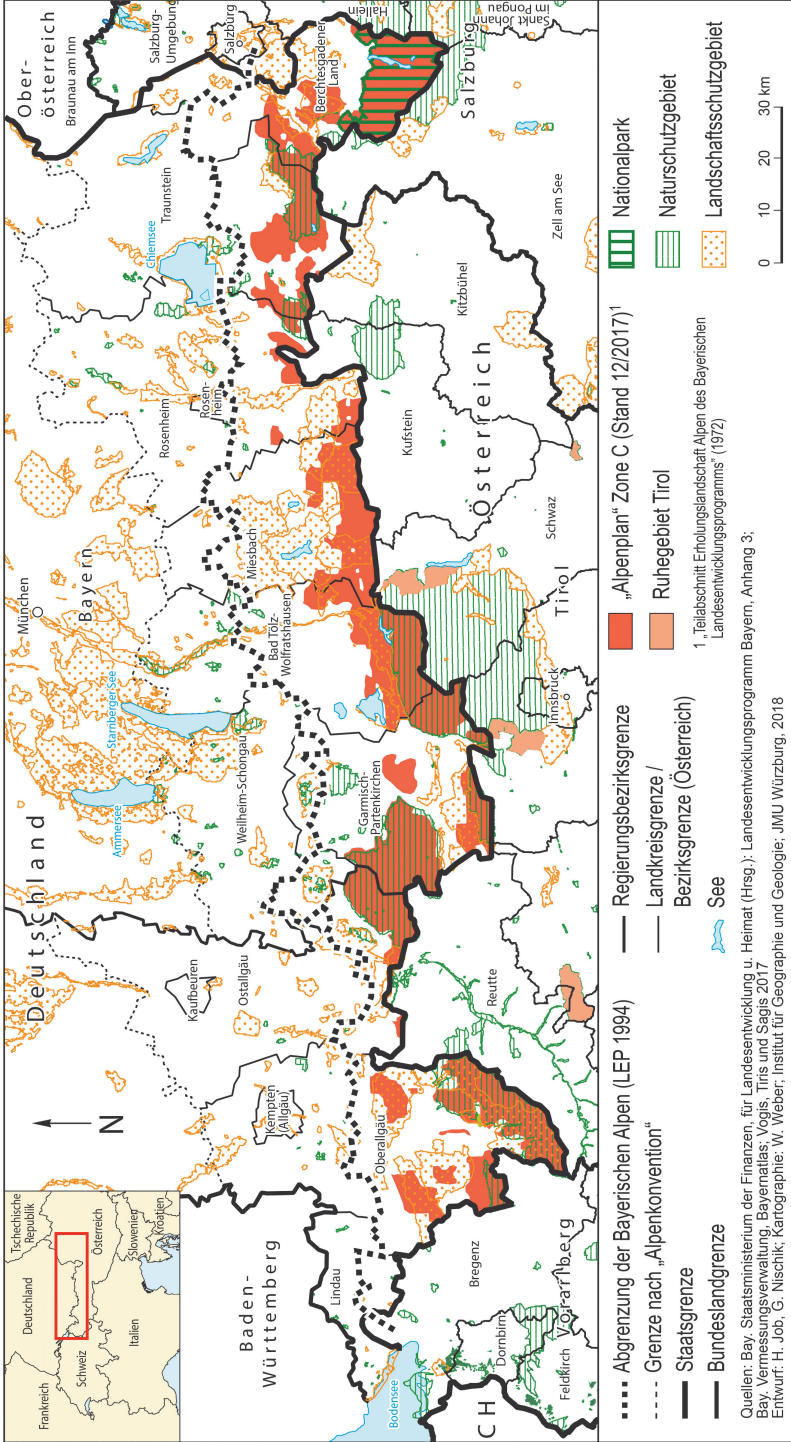 Frankreich
Deutschland
Tschechische
Republik
Schweiz
Österreich
Italien
Slowenien
Kroatien
N
Deutschland
Baden-
Württemberg
Bayern
Ober-
österreich
Braunau am Inn
Salzburg-
Umgebung
Salzburg
Hallein
Sankt Johann
im Pongau
Salzburg
Berchtesgadener
Land
Traunstein
Chiemsee
Rosenheim
Rosen-
heim
München
Miesbach
Bad Tölz-
Wolfratshausen
Starnberger See
Ammersee
Weilheim-Schongau
Garmisch-
Partenkirchen
Kaufbeuren
Ostallgäu
Kempten
(Allgäu)
Oberallgäu
Lindau
Bodensee
CH
Bregenz
Dornbirn
Feldkirch
Vorarlberg
Reutte
Innsbruck
Tirol
Schwaz
Österreich
Kufstein
Kitzbühel
Zell am See
Abgrenzung der Bayerischen Alpen (LEP 1994)
Grenze nach „Alpenkonvention“
Staatsgrenze
Bundeslandgrenze
Regierungsbezirksgrenze
Landkreisgrenze /
Bezirksgrenze (Österreich)
See
„Alpenplan“ Zone C (Stand 12/2017)¹
Ruhegebiet Tirol
1 „Teilabschnitt Erholungslandschaft Alpen des Bayerischen
Landesentwicklungsprogramms“ (1972)
Nationalpark
Naturschutzgebiet
Landschaftsschutzgebiet
0 10 20 30 km
Quellen: Bay. Staatsministerium der Finanzen, für Landesentwicklung u. Heimat (Hrsg.): Landesentwicklungsprogramm Bayern, Anhang 3;
Bay. Vermessungsverwaltung, Bayernatlas; Vogis, Tiris und Sagis 2017
Entwurf: H. Job, G. Nischik; Kartographie: W. Weber; Institut für Geographie und Geologie; JMU Würzburg, 2018